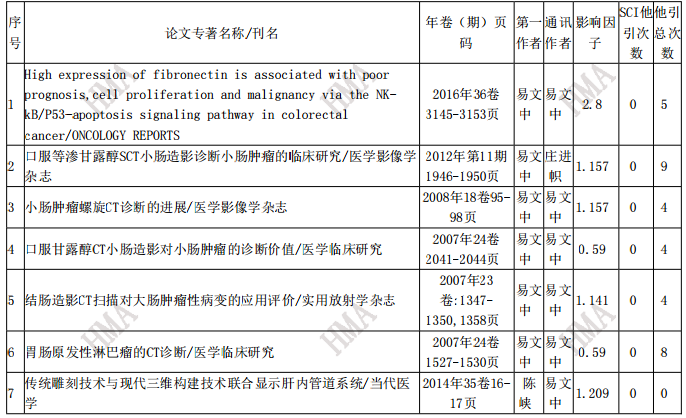 序号 论文专著名称/刊名 年卷（期）页码 第一作者 通讯作者 影响因子 SCI他引次数 他引总次数
1 High expression of fibronectin is associated with poor prognosis,cell proliferation and malignancy via the NK-kB/P53-apoptosis signaling pathway in colorectal cancer/ONCOLOGY REPORTS 2016年36卷3145-3153页 易文中 易文中 2.8 0 5
2 口服等渗甘露醇SCT小肠造影诊断小肠肿瘤的临床研究/医学影像学杂志 2012年第11期1946-1950页 易文中 庄进帜 1.157 0 9
3 小肠肿瘤螺旋CT诊断的进展/医学影像学杂志 2008年18卷95-98页 易文中 易文中 1.157 0 4
4 口服甘露醇CT小肠造影对小肠肿瘤的诊断价值/医学临床研究 2007年24卷2041-2044页 易文中 易文中 0.59 0 4
5 结肠造影CT扫描对大肠肿瘤性病变的应用评价/实用放射学杂志 2007年23卷:1347-1350,1358页 易文中 易文中 1.141 0 4
6 胃肠原发性淋巴瘤的CT诊断/医学临床研究 2007年24卷1527-1530页 易文中 易文中 0.59 0 8
7 传统雕刻技术与现代三维构建技术联合显示肝内管道系统/当代医学 2014年35卷16-17页 陈峡 易文中 1.209 0 0
HMA
HMA
HMA
HMA
HMA
HMA